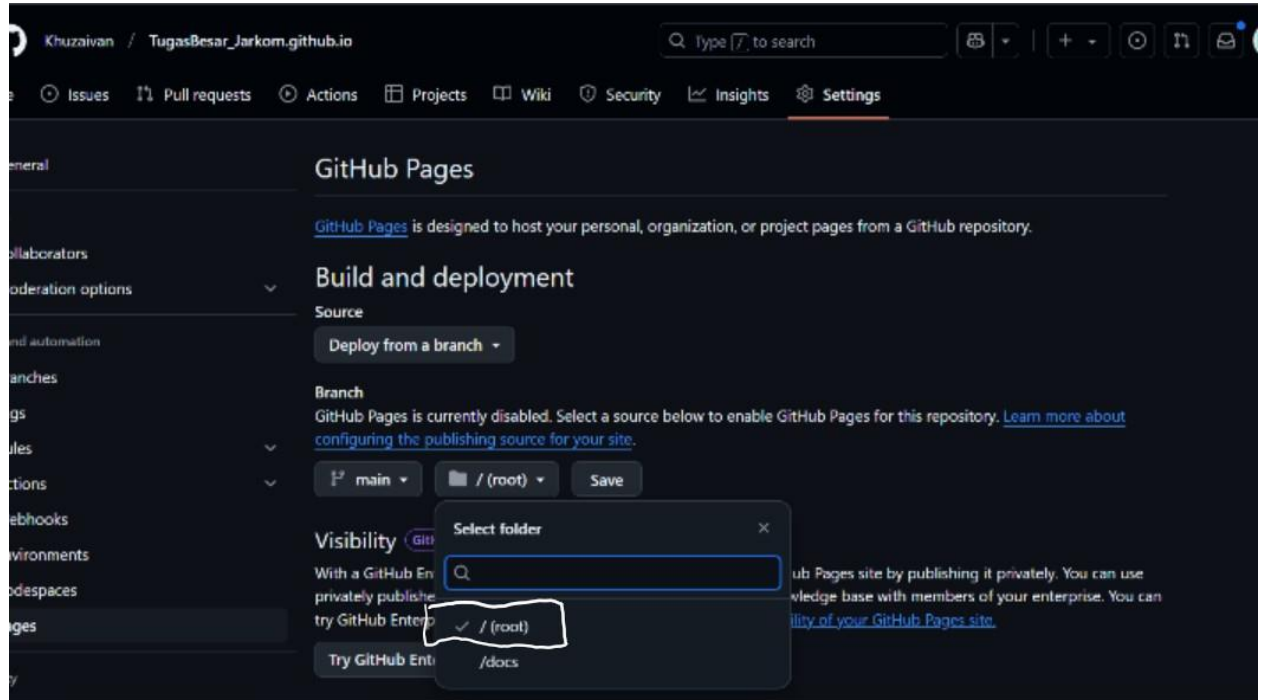 Khuzaivan / TugasBesar_Jarkom.github.io
Type / to search
Issues Pull requests Actions Projects Wiki Security Insights Settings
eneral
ollaborators
oderation options
nd automation
anches
gs
ules
ctions
ebhooks
nvironments
odespaces
ages
y
GitHub Pages
GitHub Pages is designed to host your personal, organization, or project pages from a GitHub repository.
Build and deployment
Source
Deploy from a branch
Branch
GitHub Pages is currently disabled. Select a source below to enable GitHub Pages for this repository. Learn more about
configuring the publishing source for your site.
main / (root) Save
Select folder
/ (root)
/docs
Visibility GitH
With a GitHub En ub Pages site by publishing it privately. You can use
privately publishe wledge base with members of your enterprise. You can
try GitHub Enterp ility of your GitHub Pages site.
Try GitHub Ent